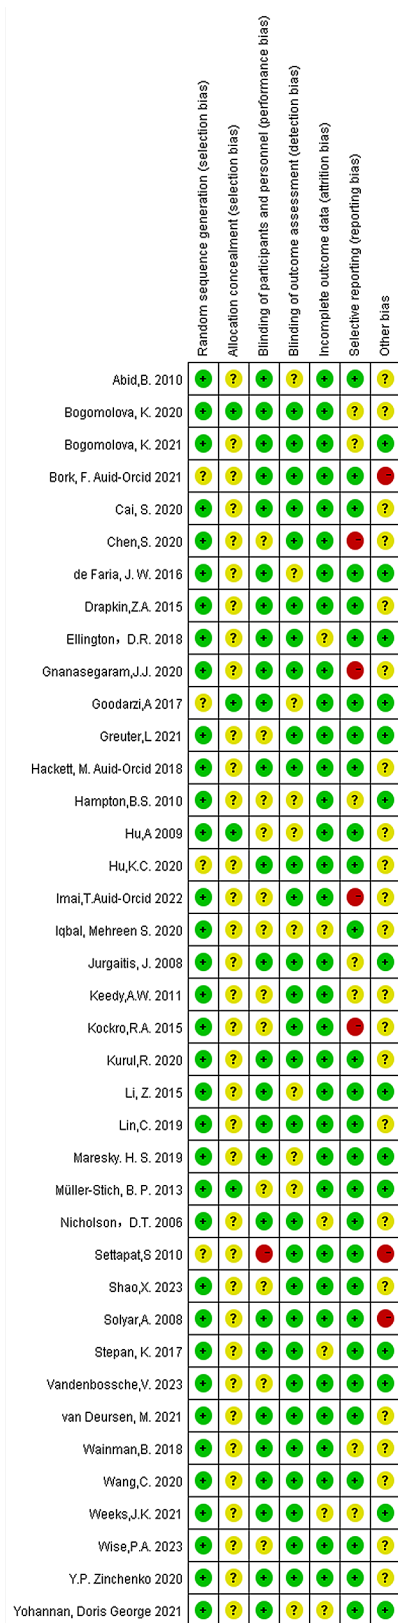 Random sequence generation (selection bias)
Allocation concealment (selection bias)
Blinding of participants and personnel (performance bias)
Blinding of outcome assessment (detection bias)
Incomplete outcome data (attrition bias)
Selective reporting (reporting bias)
Other bias
Abid,B. 2010 + ? + ? + + ?
Bogomolova, K. 2020 + + + + + ? ?
Bogomolova, K. 2021 + ? + + + ? +
Bork, F. Auid-Orcid 2021 ? ? + + + + -
Cai, S. 2020 + ? + + + + ?
Chen,S. 2020 + ? ? + + - ?
de Faria, J. W. 2016 + ? + ? + + +
Drapkin,Z.A. 2015 + ? + + + + ?
Ellington，D.R. 2018 + ? + + ? + +
Gnanasegaram,J.J. 2020 + ? + + + - ?
Goodarzi,A 2017 ? + + ? + + +
Greuter,L 2021 + ? ? + + + +
Hackett, M. Auid-Orcid 2018 + ? + + + + ?
Hampton,B.S. 2010 + ? ? ? + ? +
Hu,A 2009 + + ? ? + + ?
Hu,K.C. 2020 ? ? + + + + ?
Imai,T.Auid-Orcid 2022 + ? ? + + - ?
Iqbal, Mehreen S. 2020 + ? ? ? ? + ?
Jurgaitis, J. 2008 + ? + + + ? +
Keedy,A.W. 2011 + ? ? + + ? ?
Kockro,R.A. 2015 + ? ? + + - ?
Kurul,R. 2020 + ? + + + + ?
Li, Z. 2015 + ? + ? + + +
Lin,C. 2019 + ? + + + + ?
Maresky. H. S. 2019 + ? + ? + + +
Müller-Stich, B. P. 2013 + + ? ? + + +
Nicholson，D.T. 2006 + ? + + ? + ?
Settapat,S 2010 ? ? - + + + -
Shao,X. 2023 + ? ? + + + ?
Solyar,A. 2008 + ? + + + + -
Stepan, K. 2017 + ? + + ? + +
Vandenbossche,V. 2023 + ? ? + + + +
van Deursen, M. 2021 + ? + + + + ?
Wainman,B. 2018 + ? + + + ? ?
Wang,C. 2020 + ? + + + + ?
Weeks,J.K. 2021 + ? + + ? ? +
Wise,P.A. 2023 + ? ? + + + ?
Y.P. Zinchenko 2020 + ? + + + + ?
Yohannan, Doris George 2021 + ? + ? ? + +